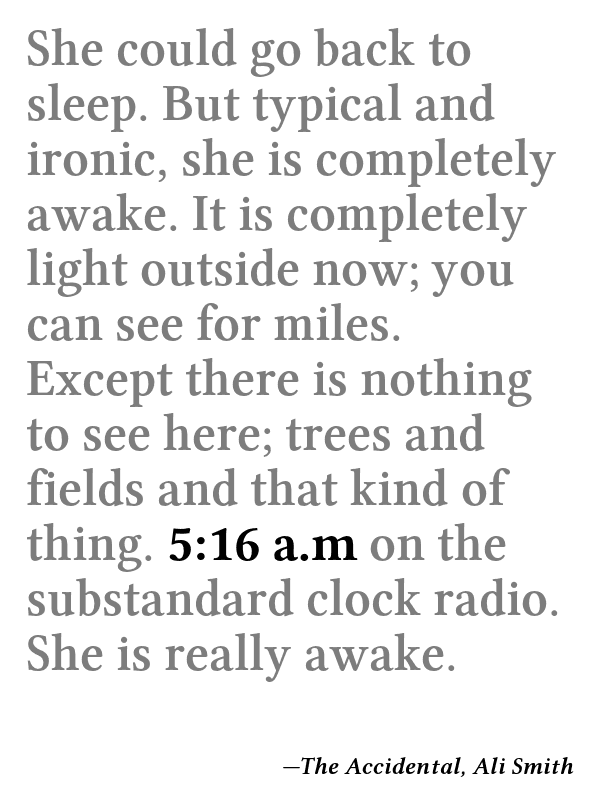 She could go back to
sleep. But typical and
ironic, she is completely
awake. It is completely
light outside now; you
can see for miles.
Except there is nothing
to see here; trees and
fields and that kind of
thing. 5:16 a.m on the
substandard clock radio.
She is really awake.
—The Accidental, Ali Smith